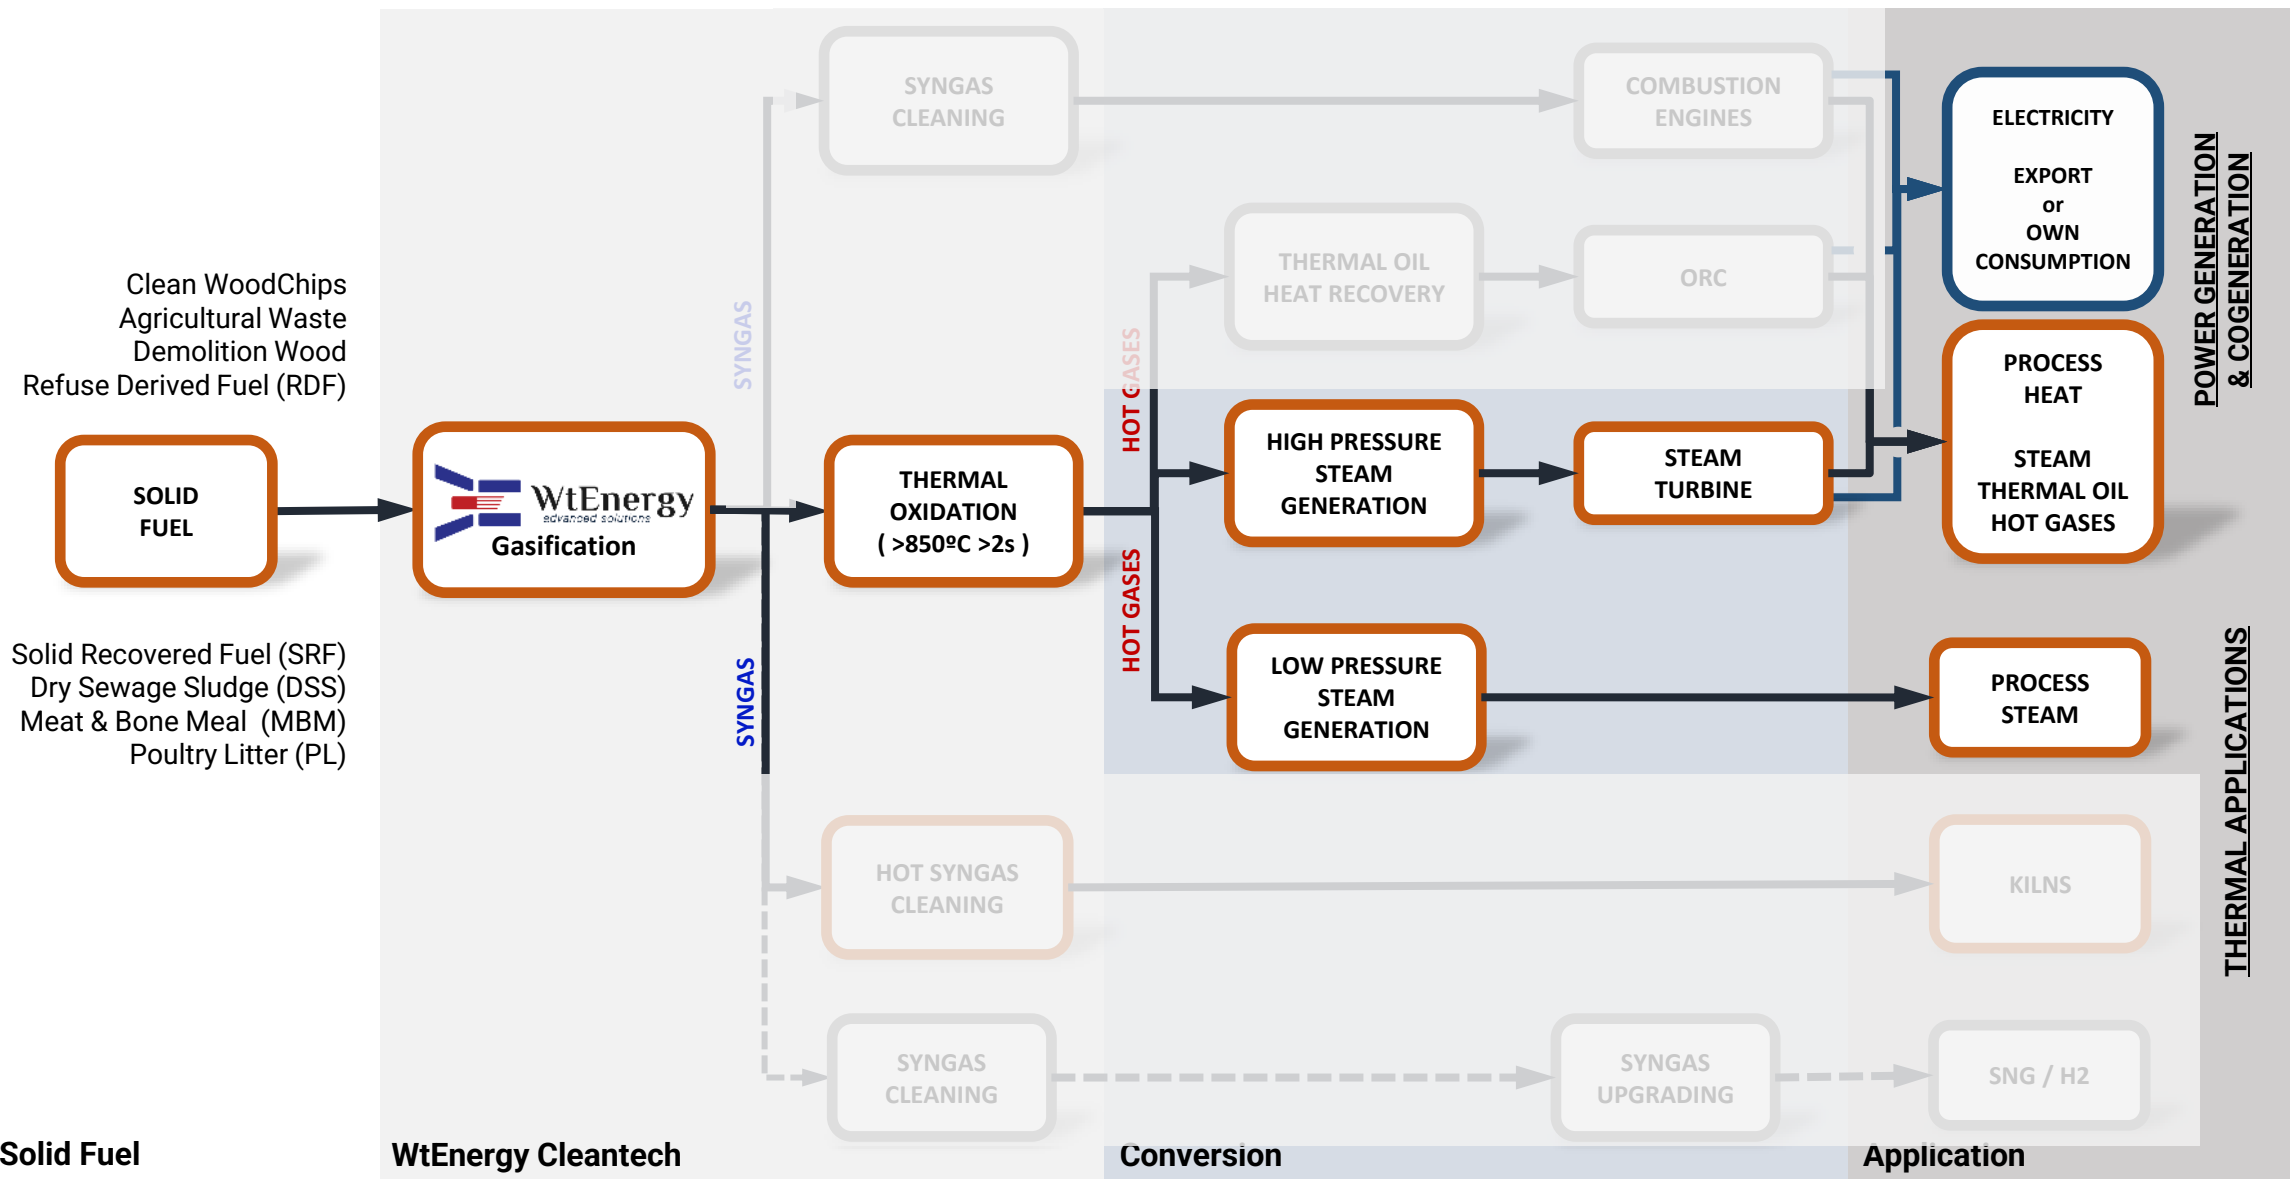 Clean WoodChips
Agricultural Waste
Demolition Wood
Refuse Derived Fuel (RDF)
SOLID
FUEL
Solid Recovered Fuel (SRF)
Dry Sewage Sludge (DSS)
Meat & Bone Meal  (MBM)
Poultry Litter (PL)
Solid Fuel
WtEnergy
advanced solutions
Gasification
SYNGAS
SYNGAS
SYNGAS
CLEANING
THERMAL
OXIDATION
( >850ºC >2s )
HOT SYNGAS
CLEANING
SYNGAS
CLEANING
WtEnergy Cleantech
HOT GASES
HOT GASES
THERMAL OIL
HEAT RECOVERY
HIGH PRESSURE
STEAM
GENERATION
LOW PRESSURE
STEAM
GENERATION
COMBUSTION
ENGINES
ORC
STEAM
TURBINE
SYNGAS
UPGRADING
Conversion
ELECTRICITY
EXPORT
or
OWN
CONSUMPTION
PROCESS
HEAT
STEAM
THERMAL OIL
HOT GASES
PROCESS
STEAM
KILNS
SNG / H2
Application
POWER GENERATION
& COGENERATION
THERMAL APPLICATIONS